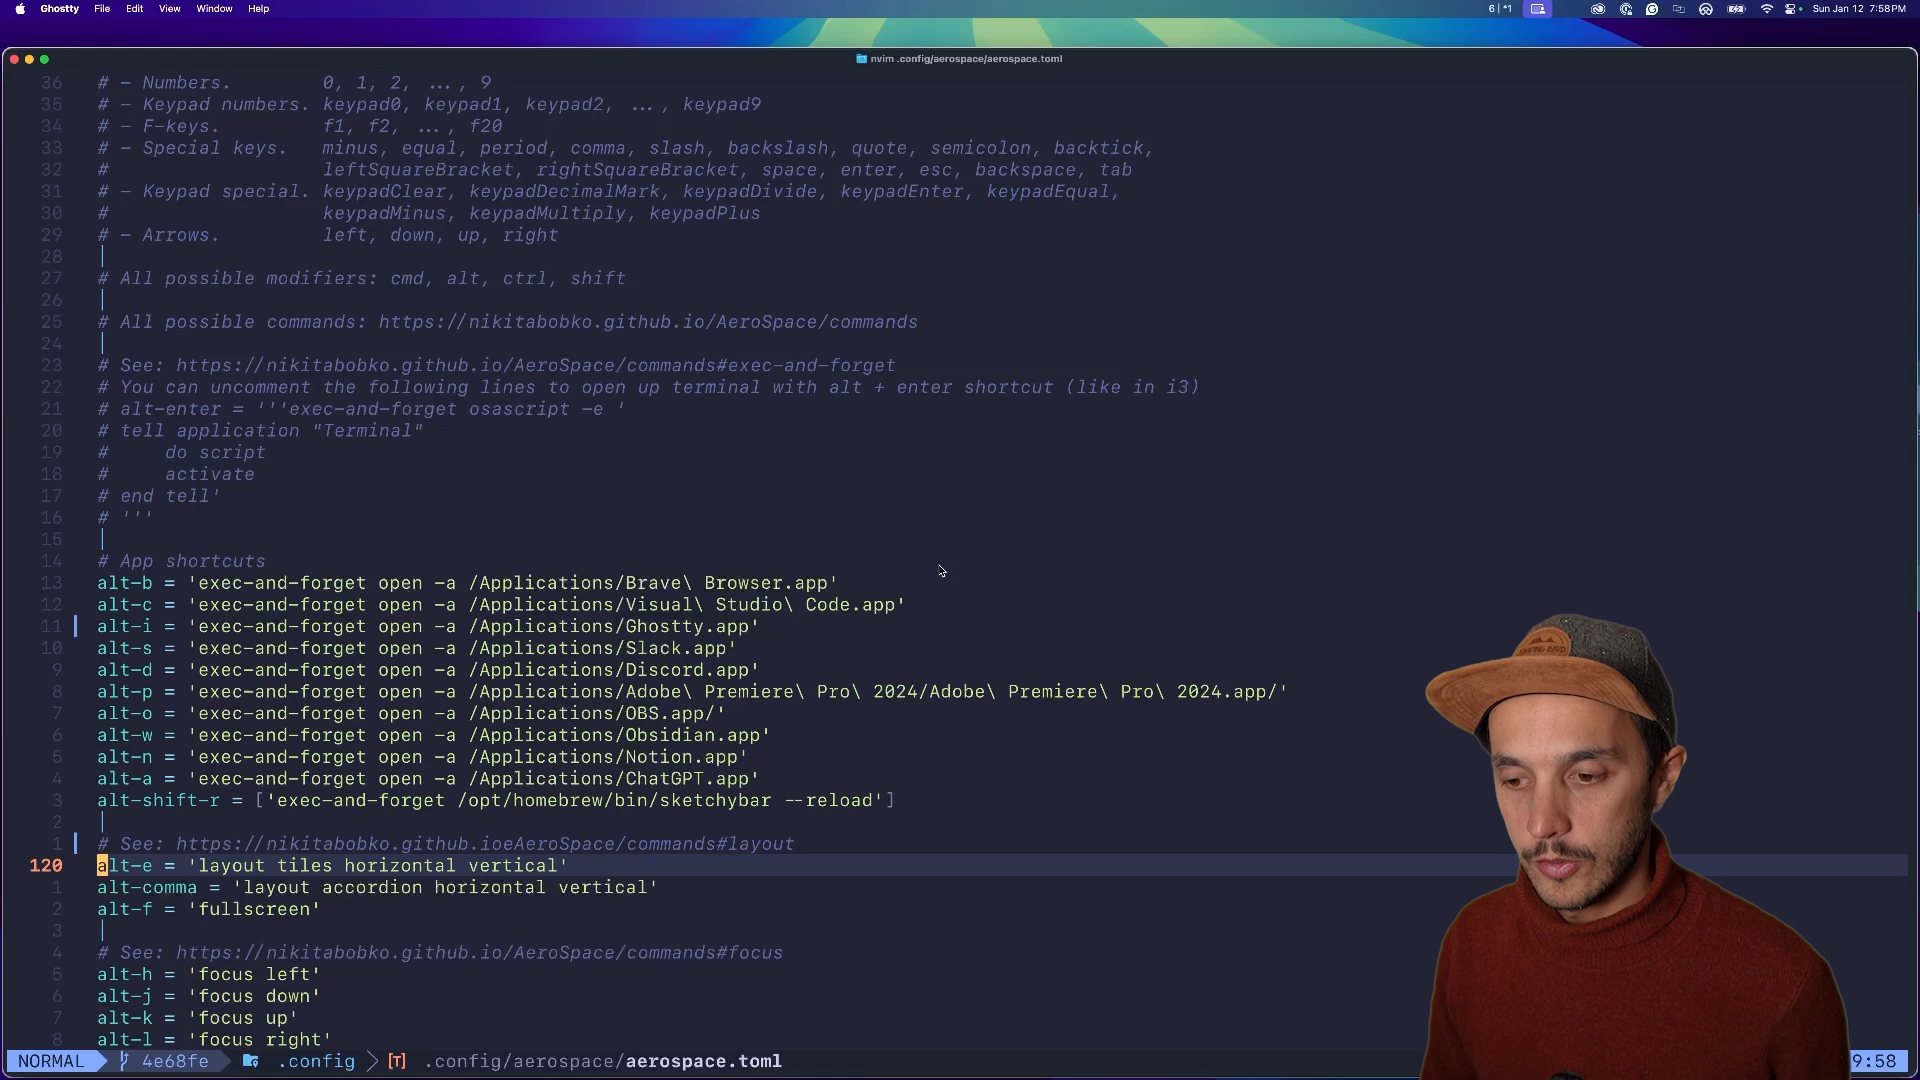 Ghostty File Edit View Window Help 6 | *1 Sun Jan 12 7:58 PM
nvim .config/aerospace/aerospace.toml
36 # - Numbers. 0, 1, 2, ..., 9
35 # - Keypad numbers. keypad0, keypad1, keypad2, ..., keypad9
34 # - F-keys. f1, f2, ..., f20
33 # - Special keys. minus, equal, period, comma, slash, backslash, quote, semicolon, backtick,
32 # leftSquareBracket, rightSquareBracket, space, enter, esc, backspace, tab
31 # - Keypad special. keypadClear, keypadDecimalMark, keypadDivide, keypadEnter, keypadEqual,
30 # keypadMinus, keypadMultiply, keypadPlus
29 # - Arrows. left, down, up, right
28
27 # All possible modifiers: cmd, alt, ctrl, shift
26
25 # All possible commands: https://nikitabobko.github.io/AeroSpace/commands
24
23 # See: https://nikitabobko.github.io/AeroSpace/commands#exec-and-forget
22 # You can uncomment the following lines to open up terminal with alt + enter shortcut (like in i3)
21 # alt-enter = '''exec-and-forget osascript -e '
20 # tell application "Terminal"
19 # do script
18 # activate
17 # end tell'
16 # '''
15
14 # App shortcuts
13 alt-b = 'exec-and-forget open -a /Applications/Brave\ Browser.app'
12 alt-c = 'exec-and-forget open -a /Applications/Visual\ Studio\ Code.app'
11 alt-i = 'exec-and-forget open -a /Applications/Ghostty.app'
10 alt-s = 'exec-and-forget open -a /Applications/Slack.app'
9 alt-d = 'exec-and-forget open -a /Applications/Discord.app'
8 alt-p = 'exec-and-forget open -a /Applications/Adobe\ Premiere\ Pro\ 2024/Adobe\ Premiere\ Pro\ 2024.app/'
7 alt-o = 'exec-and-forget open -a /Applications/OBS.app/'
6 alt-w = 'exec-and-forget open -a /Applications/Obsidian.app'
5 alt-n = 'exec-and-forget open -a /Applications/Notion.app'
4 alt-a = 'exec-and-forget open -a /Applications/ChatGPT.app'
3 alt-shift-r = ['exec-and-forget /opt/homebrew/bin/sketchybar --reload']
2
1 # See: https://nikitabobko.github.ioeAeroSpace/commands#layout
120 alt-e = 'layout tiles horizontal vertical'
1 alt-comma = 'layout accordion horizontal vertical'
2 alt-f = 'fullscreen'
3
4 # See: https://nikitabobko.github.io/AeroSpace/commands#focus
5 alt-h = 'focus left'
6 alt-j = 'focus down'
7 alt-k = 'focus up'
8 alt-l = 'focus right'
NORMAL 4e68fe .config [T] .config/aerospace/aerospace.toml 9:58